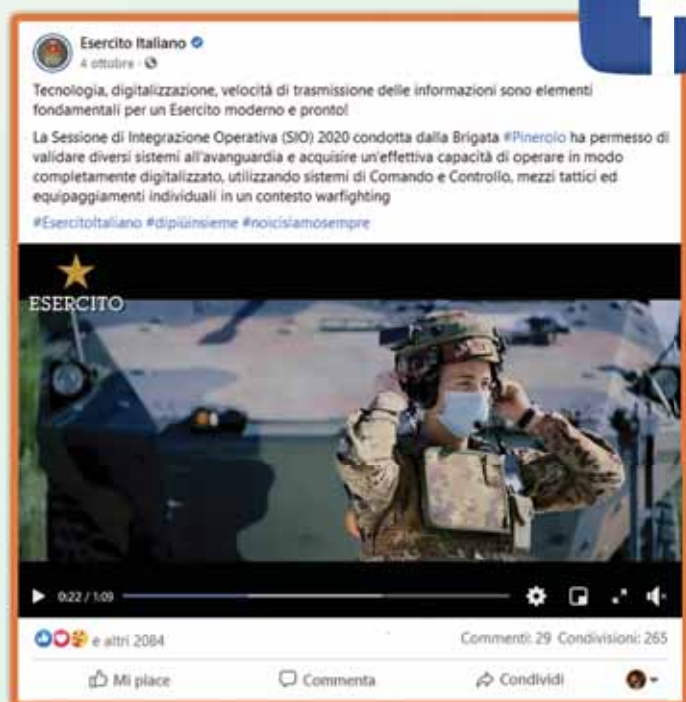 Esercito Italiano
4 ottobre ·
Tecnologia, digitalizzazione, velocità di trasmissione delle informazioni sono elementi
fondamentali per un Esercito moderno e pronto!
La Sessione di Integrazione Operativa (SIO) 2020 condotta dalla Brigata #Pinerolo ha permesso di
validare diversi sistemi all'avanguardia e acquisire un'effettiva capacità di operare in modo
completamente digitalizzato, utilizzando sistemi di Comando e Controllo, mezzi tattici ed
equipaggiamenti individuali in un contesto warfighting
#EsercitoItaliano #dipiùinsieme #noicisiamosempre
ESERCITO
0:22 / 1:09
e altri 2084
Commenti: 29 Condivisioni: 265
Mi piace
Commenta
Condividi